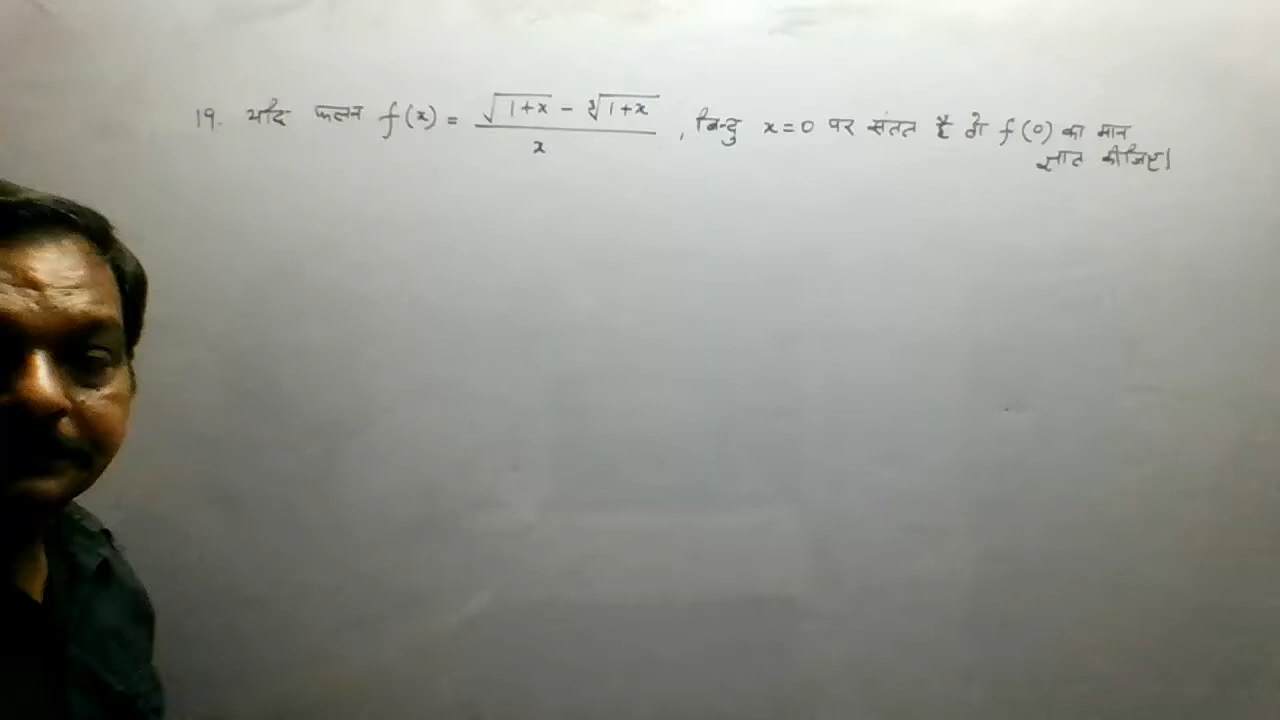 19. यदि फलन f(x) = (√(1+x) − ∛(1+x)) / x , बिन्दु x=0 पर संतत है तो f(0) का मान
ज्ञात कीजिए।